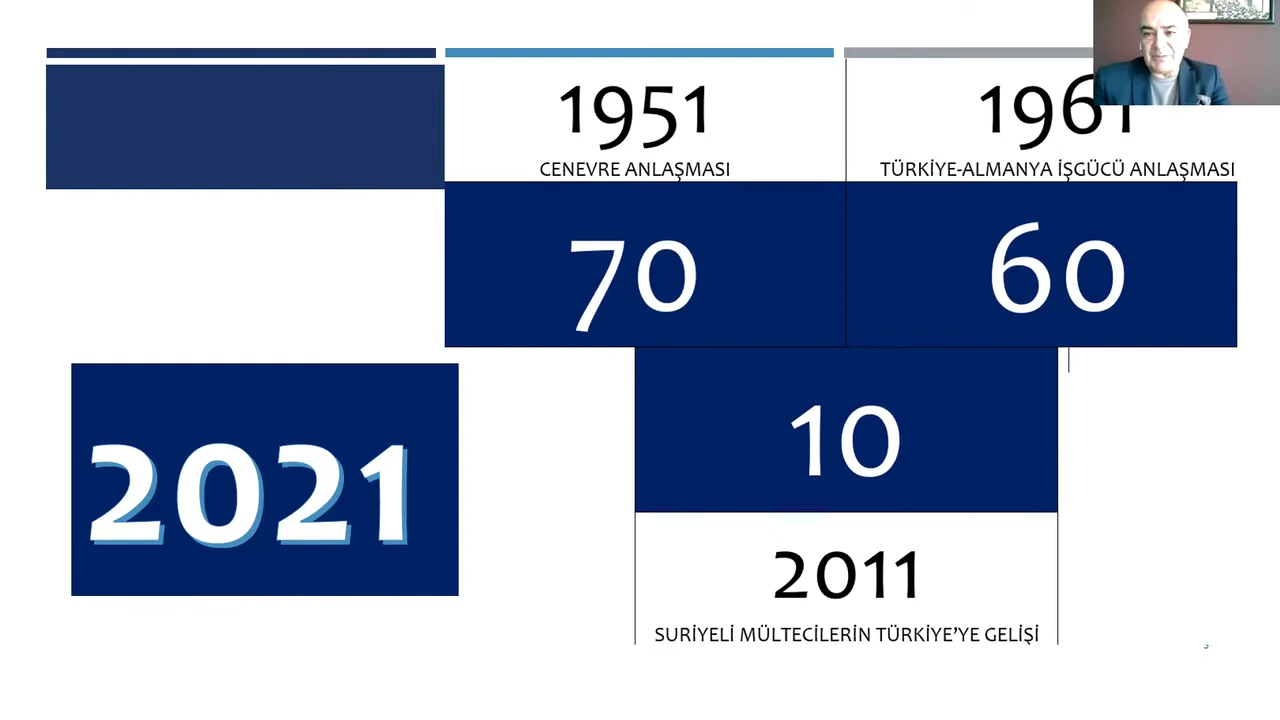 1951
1961
CENEVRE ANLAŞMASI
TÜRKİYE-ALMANYA İŞGÜCÜ ANLAŞMASI
70
60
10
2021
2011
SURİYELİ MÜLTECİLERİN TÜRKİYE’YE GELİŞİ